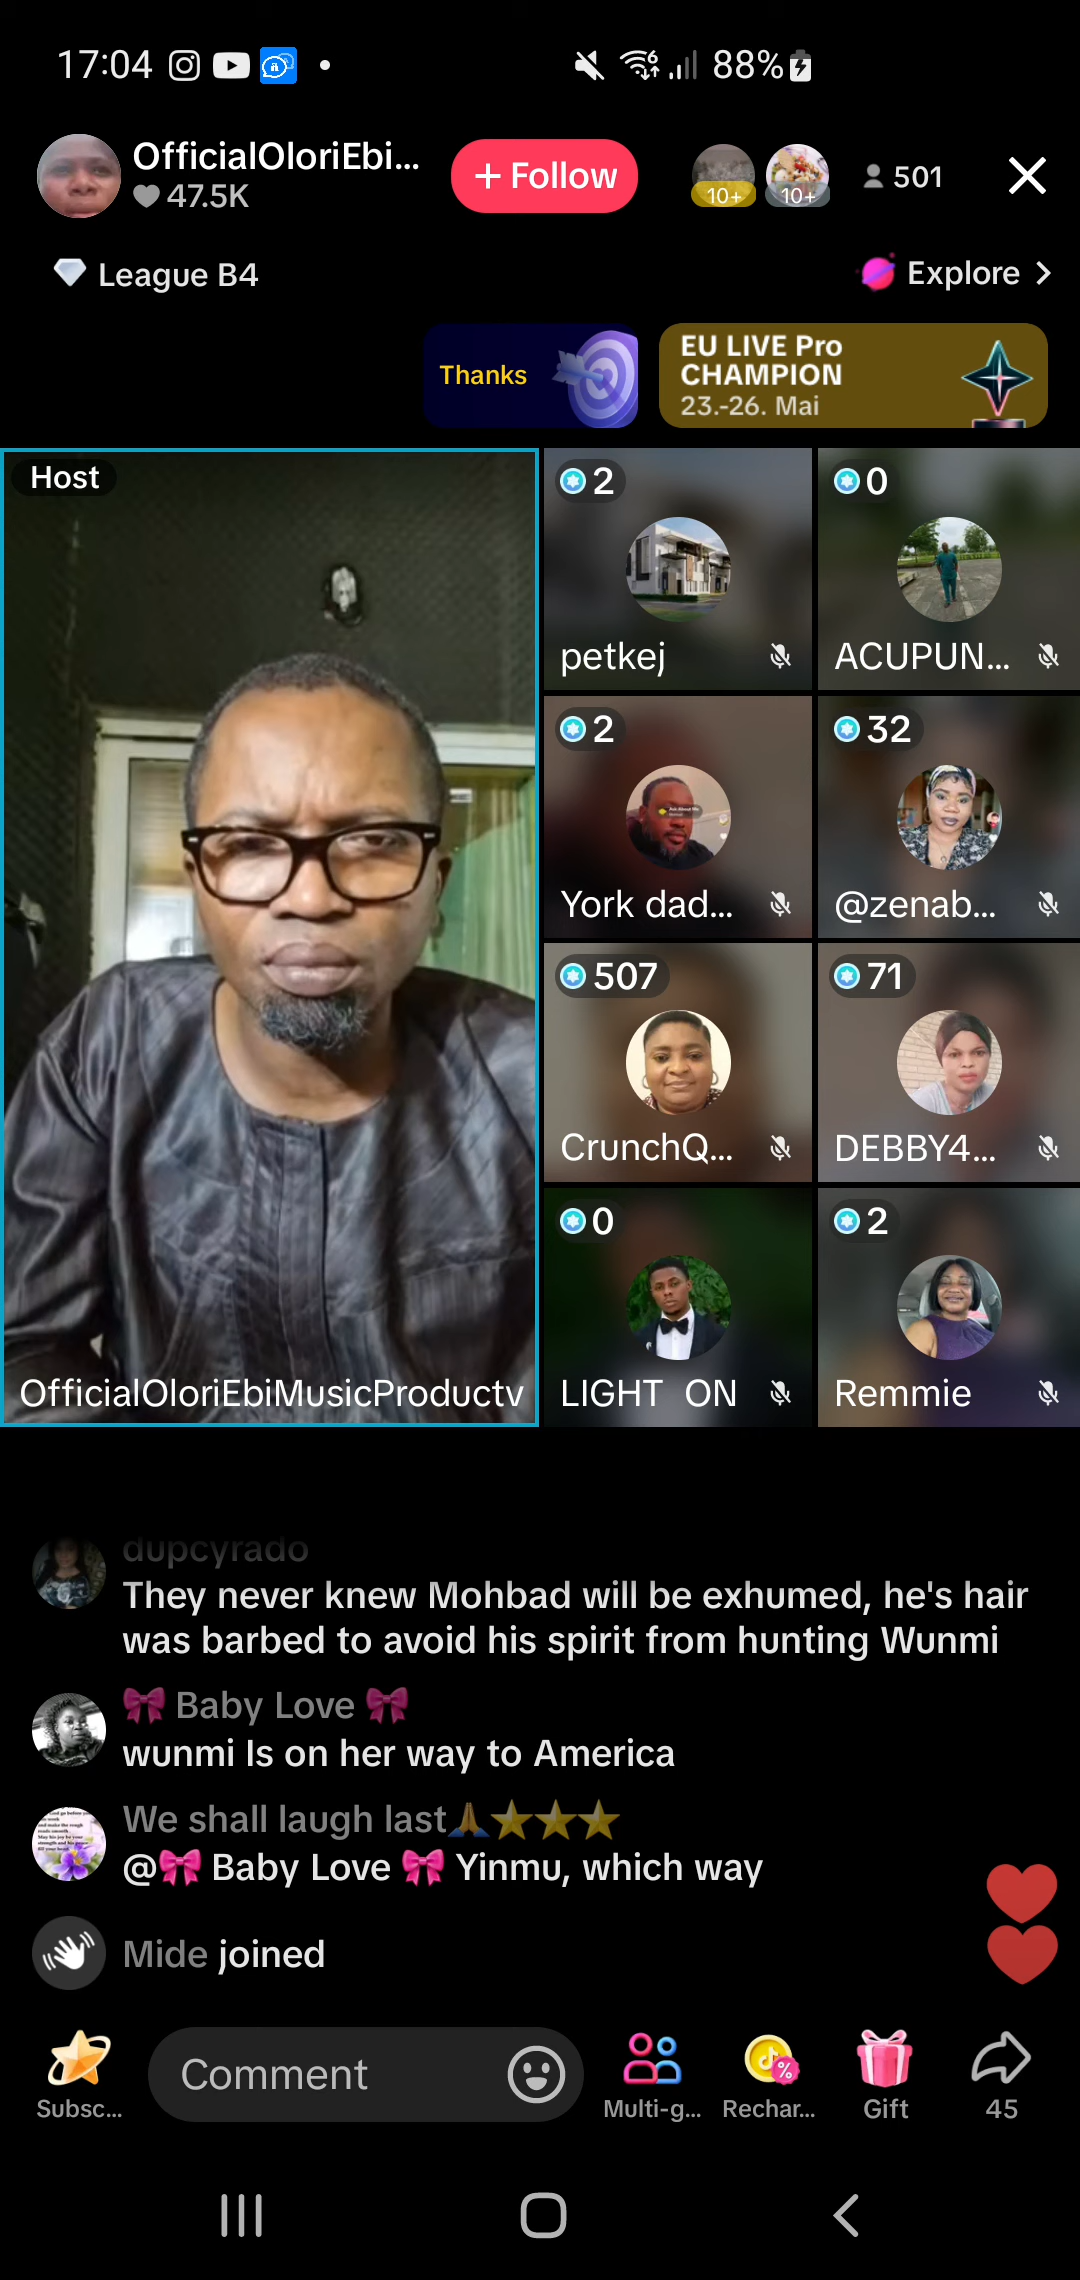 17:04
88%
OfficialOloriEbi...
47.5K
+ Follow
10+
10+
501
League B4
Explore >
Thanks
EU LIVE Pro
CHAMPION
23.-26. Mai
Host
2
petkej
0
ACUPUN...
2
York dad...
32
@zenab...
507
CrunchQ...
71
DEBBY4...
0
LIGHT ON
2
Remmie
OfficialOloriEbiMusicProductv
dupcyrado
They never knew Mohbad will be exhumed, he's hair
was barbed to avoid his spirit from hunting Wunmi
🎀 Baby Love 🎀
wunmi Is on her way to America
We shall laugh last🙏⭐⭐⭐
@🎀 Baby Love 🎀 Yinmu, which way
Mide joined
Comment
Subsc...
Multi-g...
Rechar...
Gift
45